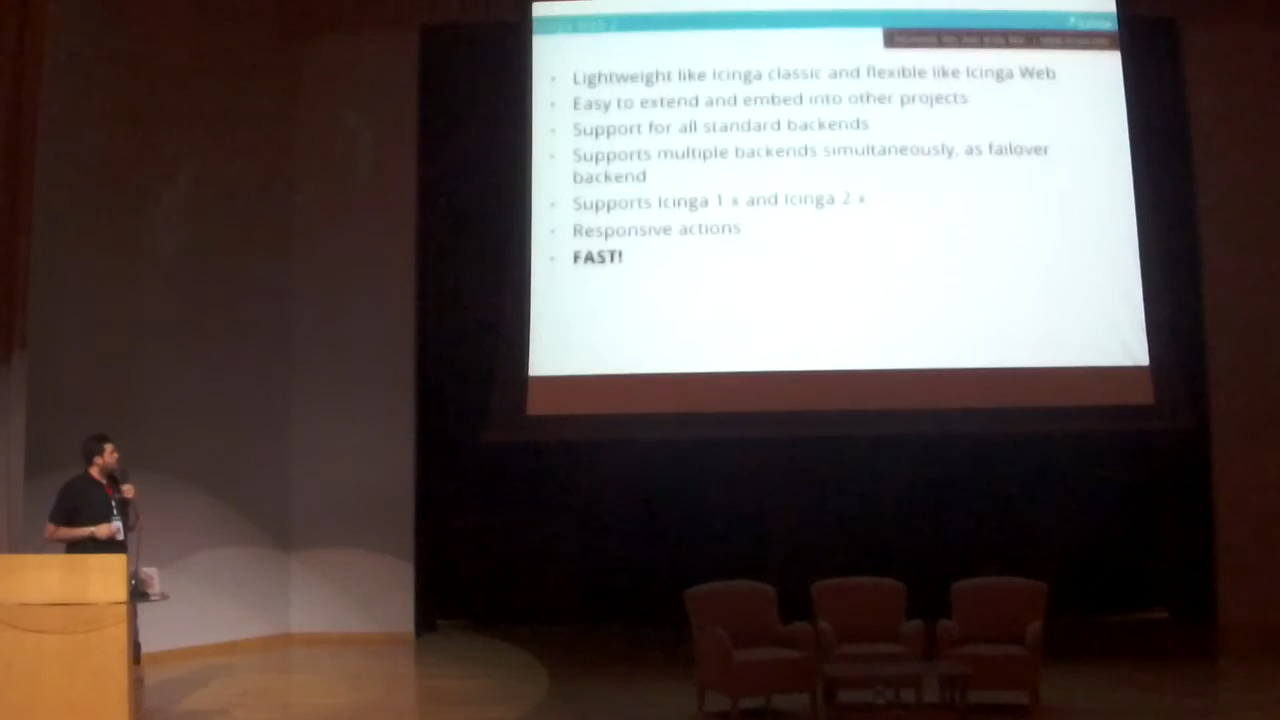 Lightweight like Icinga classic and flexible like Icinga Web
Easy to extend and embed into other projects
Support for all standard backends
Supports multiple backends simultaneously, as failover
backend
Supports Icinga 1 x and Icinga 2 x
Responsive actions
FAST!